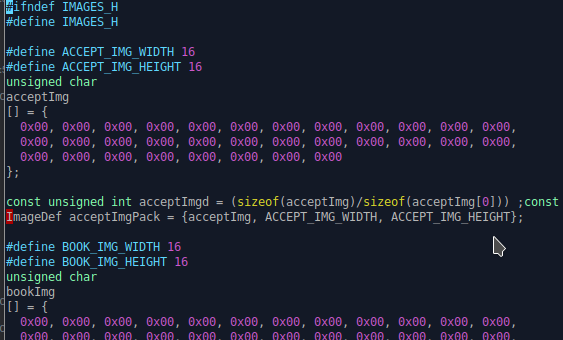 #ifndef IMAGES_H
#define IMAGES_H

#define ACCEPT_IMG_WIDTH 16
#define ACCEPT_IMG_HEIGHT 16
unsigned char
acceptImg
[] = {
  0x00, 0x00, 0x00, 0x00, 0x00, 0x00, 0x00, 0x00, 0x00, 0x00, 0x00, 0x00,
  0x00, 0x00, 0x00, 0x00, 0x00, 0x00, 0x00, 0x00, 0x00, 0x00, 0x00, 0x00,
  0x00, 0x00, 0x00, 0x00, 0x00, 0x00, 0x00, 0x00
};

const unsigned int acceptImgd = (sizeof(acceptImg)/sizeof(acceptImg[0])) ;const
ImageDef acceptImgPack = {acceptImg, ACCEPT_IMG_WIDTH, ACCEPT_IMG_HEIGHT};

#define BOOK_IMG_WIDTH 16
#define BOOK_IMG_HEIGHT 16
unsigned char
bookImg
[] = {
  0x00, 0x00, 0x00, 0x00, 0x00, 0x00, 0x00, 0x00, 0x00, 0x00, 0x00, 0x00,